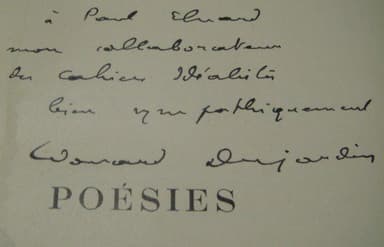 à Paul Eluard
mon collaborateur
des Cahiers Idéalistes
bien sympathiquement
Edouard Dujardin
POÉSIES